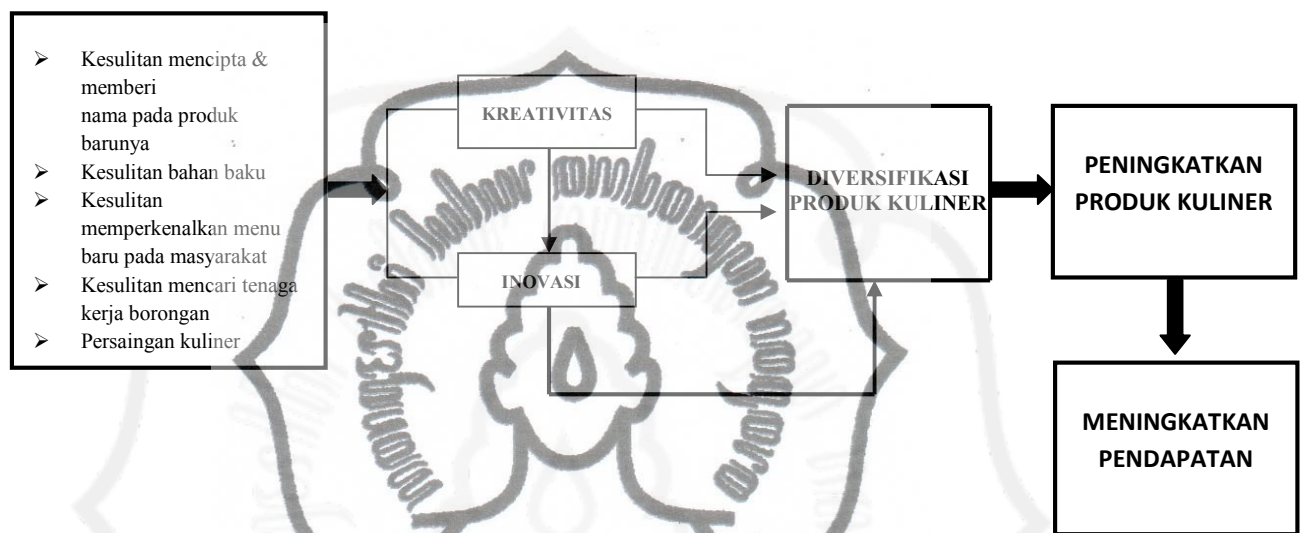 ➢ Kesulitan mencipta &
memberi
nama pada produk
barunya
➢ Kesulitan bahan baku
➢ Kesulitan
memperkenalkan menu
baru pada masyarakat
➢ Kesulitan mencari tenaga
kerja borongan
➢ Persaingan kuliner
KREATIVITAS
INOVASI
DIVERSIFIKASI
PRODUK KULINER
PENINGKATKAN
PRODUK KULINER
MENINGKATKAN
PENDAPATAN